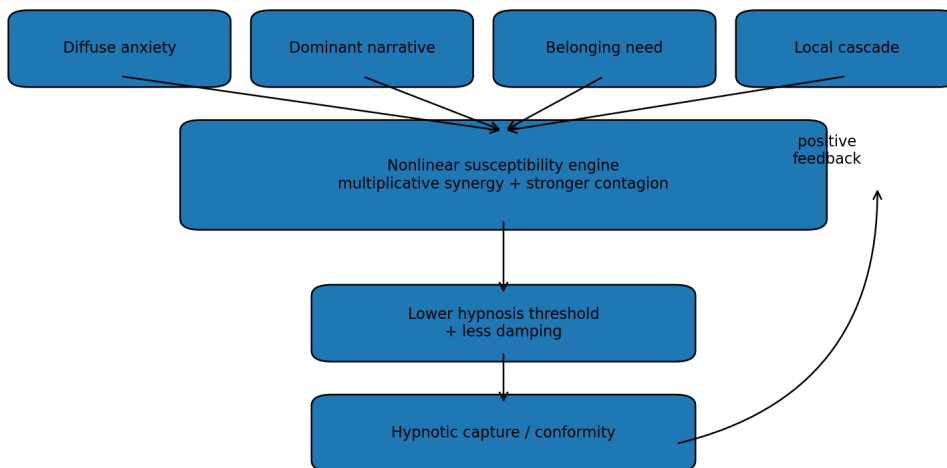 Diffuse anxiety
Dominant narrative
Belonging need
Local cascade
positive
feedback
Nonlinear susceptibility engine
multiplicative synergy + stronger contagion
Lower hypnosis threshold
+ less damping
Hypnotic capture / conformity